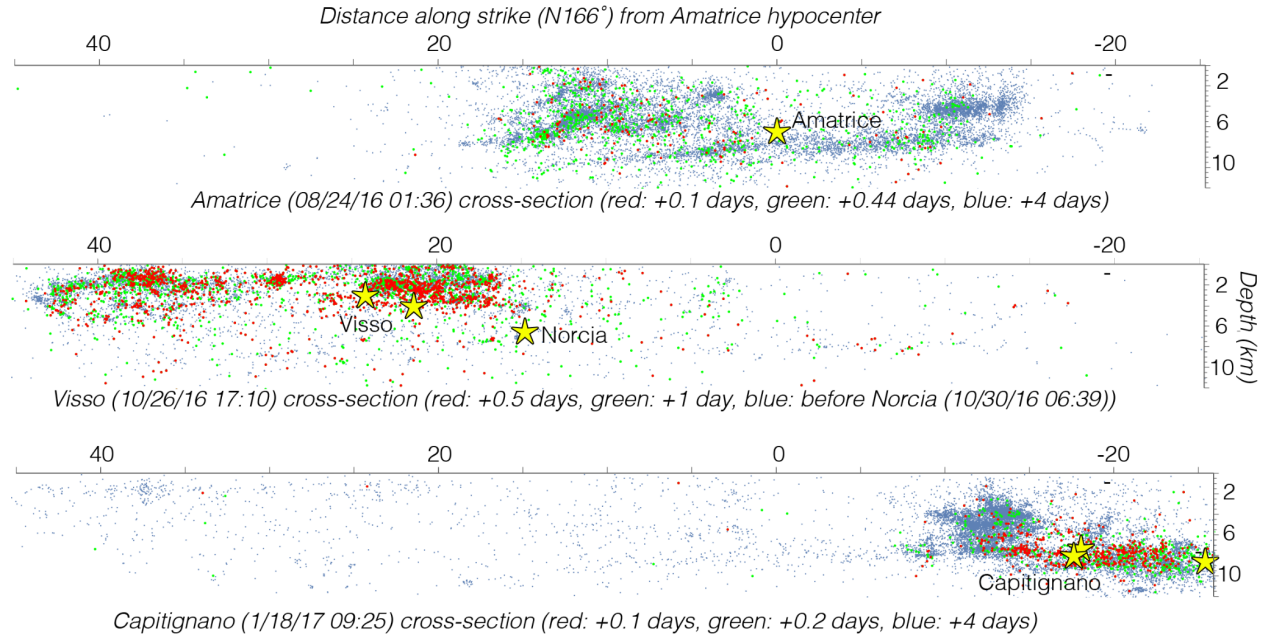 Distance along strike (N166˚) from Amatrice hypocenter
40 20 0 -20
2
Amatrice
6
10
Amatrice (08/24/16 01:36) cross-section (red: +0.1 days, green: +0.44 days, blue: +4 days)
40 20 0 -20
2
Visso
Norcia
6
10
Depth (km)
Visso (10/26/16 17:10) cross-section (red: +0.5 days, green: +1 day, blue: before Norcia (10/30/16 06:39))
40 20 0 -20
2
6
Capitignano
10
Capitignano (1/18/17 09:25) cross-section (red: +0.1 days, green: +0.2 days, blue: +4 days)